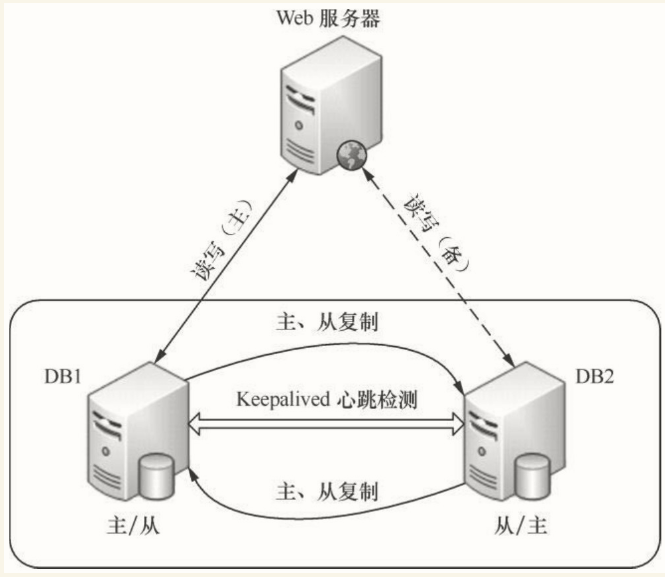 Web 服务器
读写（主）
读写（备）
主、从复制
DB1
DB2
Keepalived 心跳检测
主、从复制
主/从
从/主